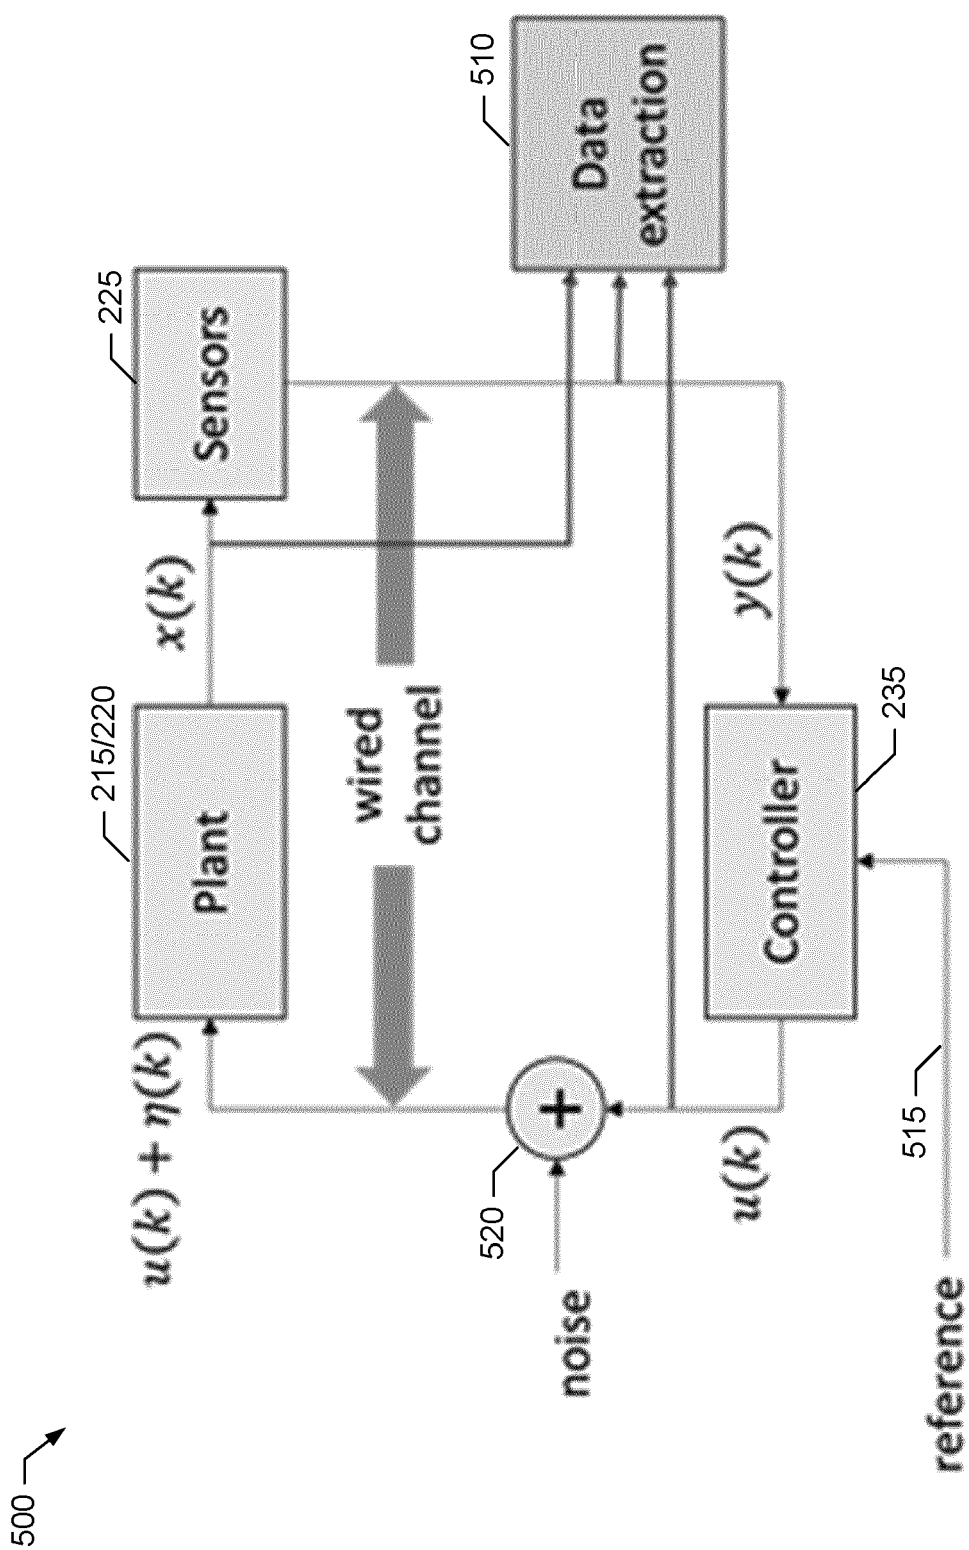 500
u(k) + η(k)
215/220
Plant
x(k)
225
Sensors
wired
channel
510
Data
extraction
520
noise
u(k)
Controller
235
y(k)
515
reference